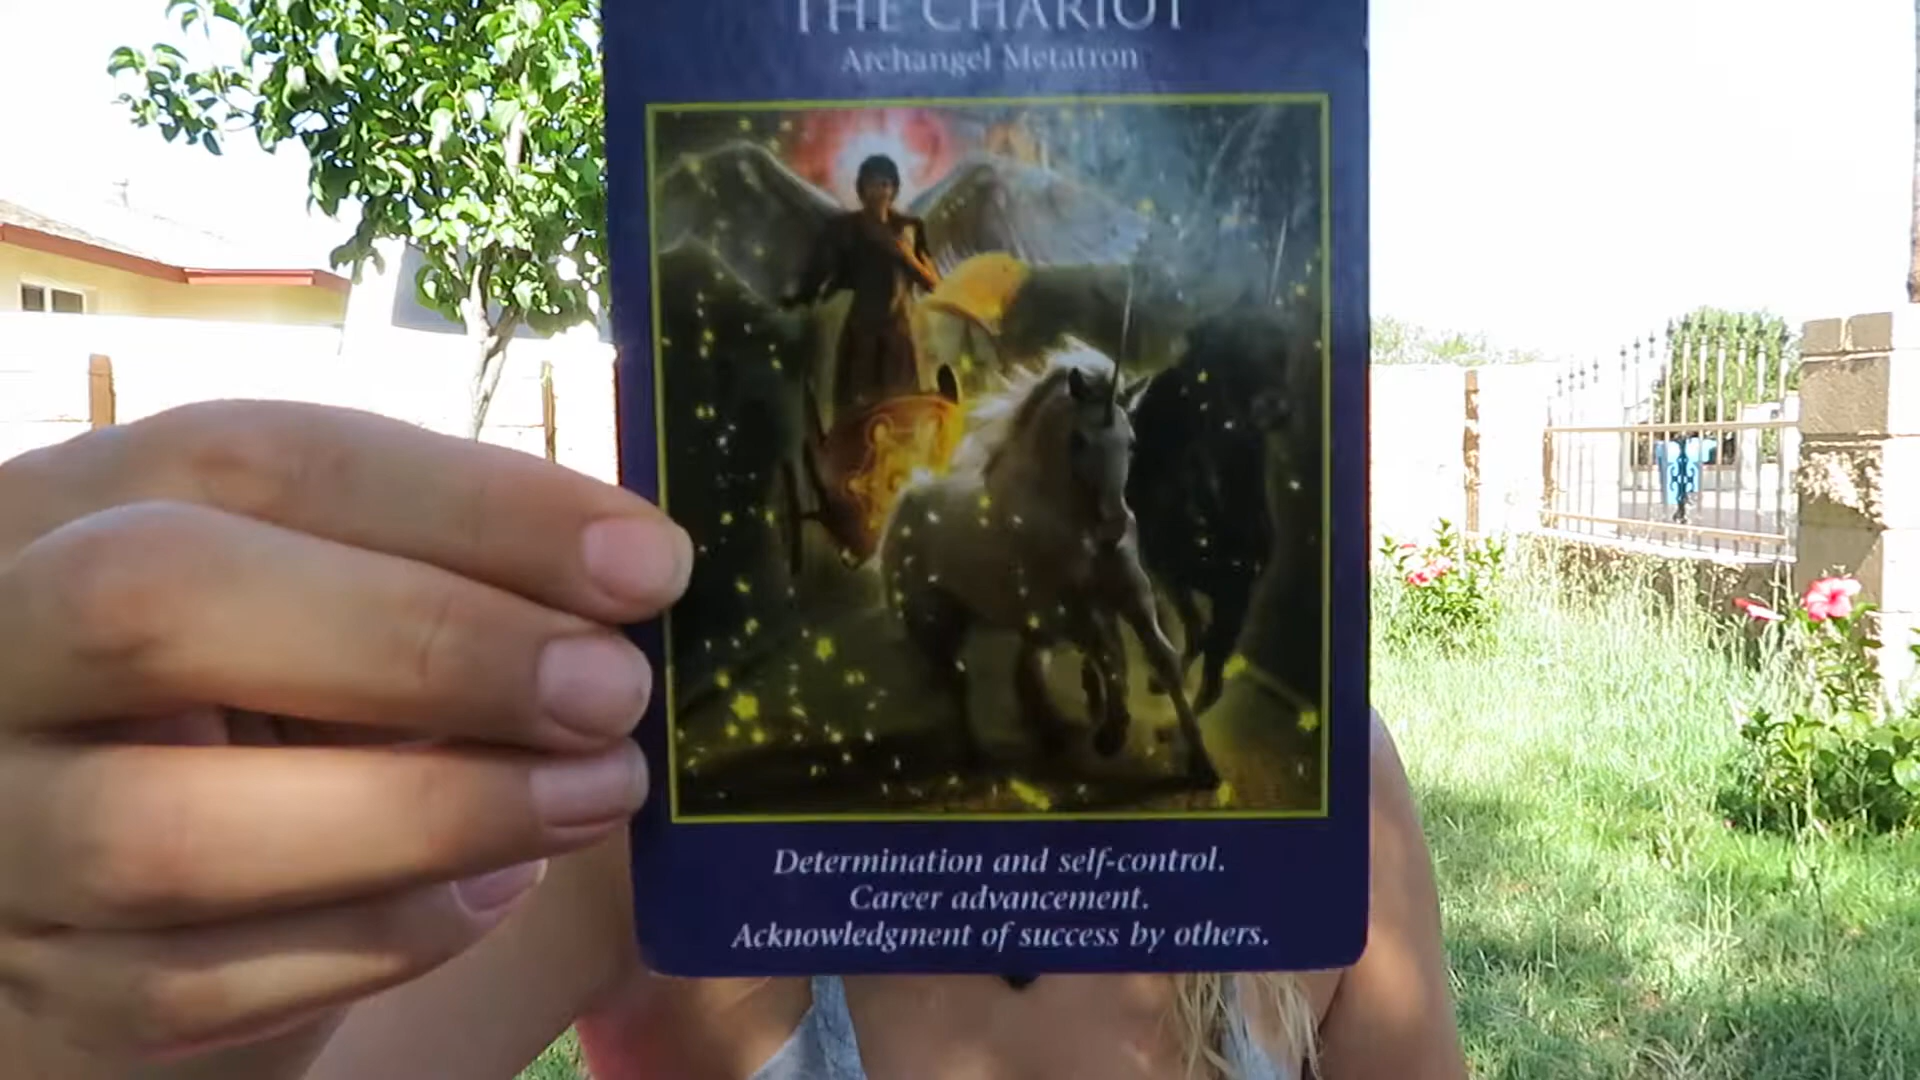 THE CHARIOT
Archangel Metatron
Determination and self-control.
Career advancement.
Acknowledgment of success by others.